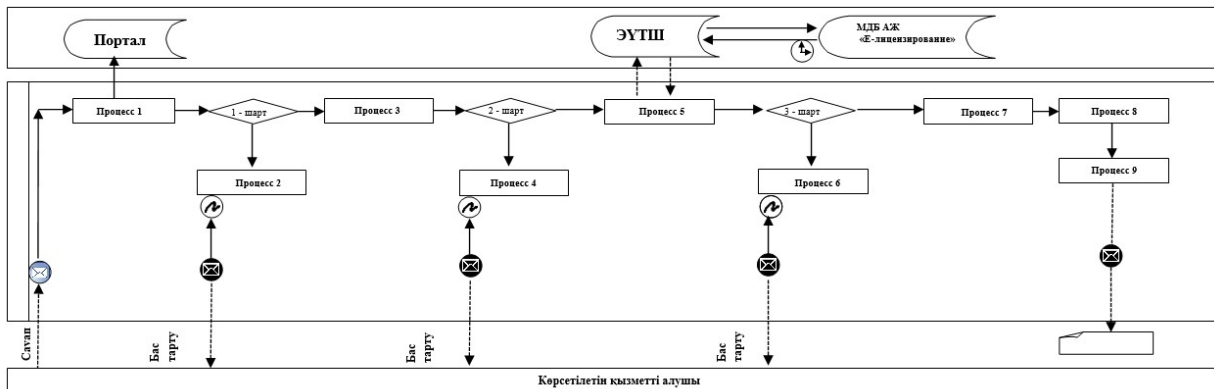 Портал
ЭҮТШ
МДБ АЖ
«Е-лицензирование»
Процесс 1
1 - шарт
Процесс 3
2 - шарт
Процесс 5
3 - шарт
Процесс 7
Процесс 8
Процесс 2
Процесс 4
Процесс 6
Процесс 9
Сауап
Бас
тарту
Бас
тарту
Бас
тарту
Көрсетілетін қызметті алушы